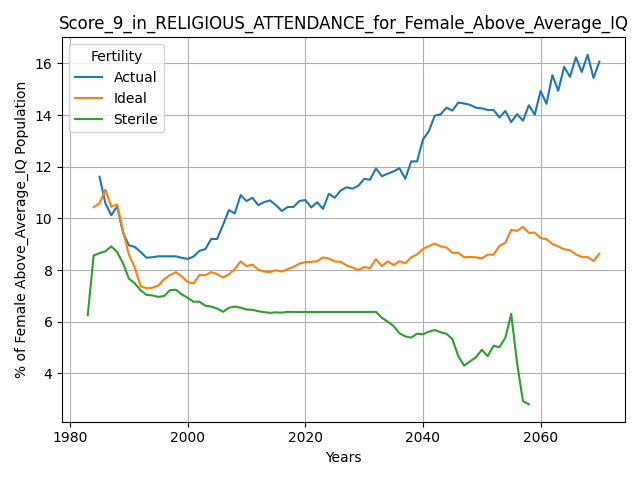 Score_9_in_RELIGIOUS_ATTENDANCE_for_Female_Above_Average_IQ
Fertility
Actual
Ideal
Sterile
% of Female Above_Average_IQ Population
16
14
12
10
8
6
4
1980
2000
2020
2040
2060
Years